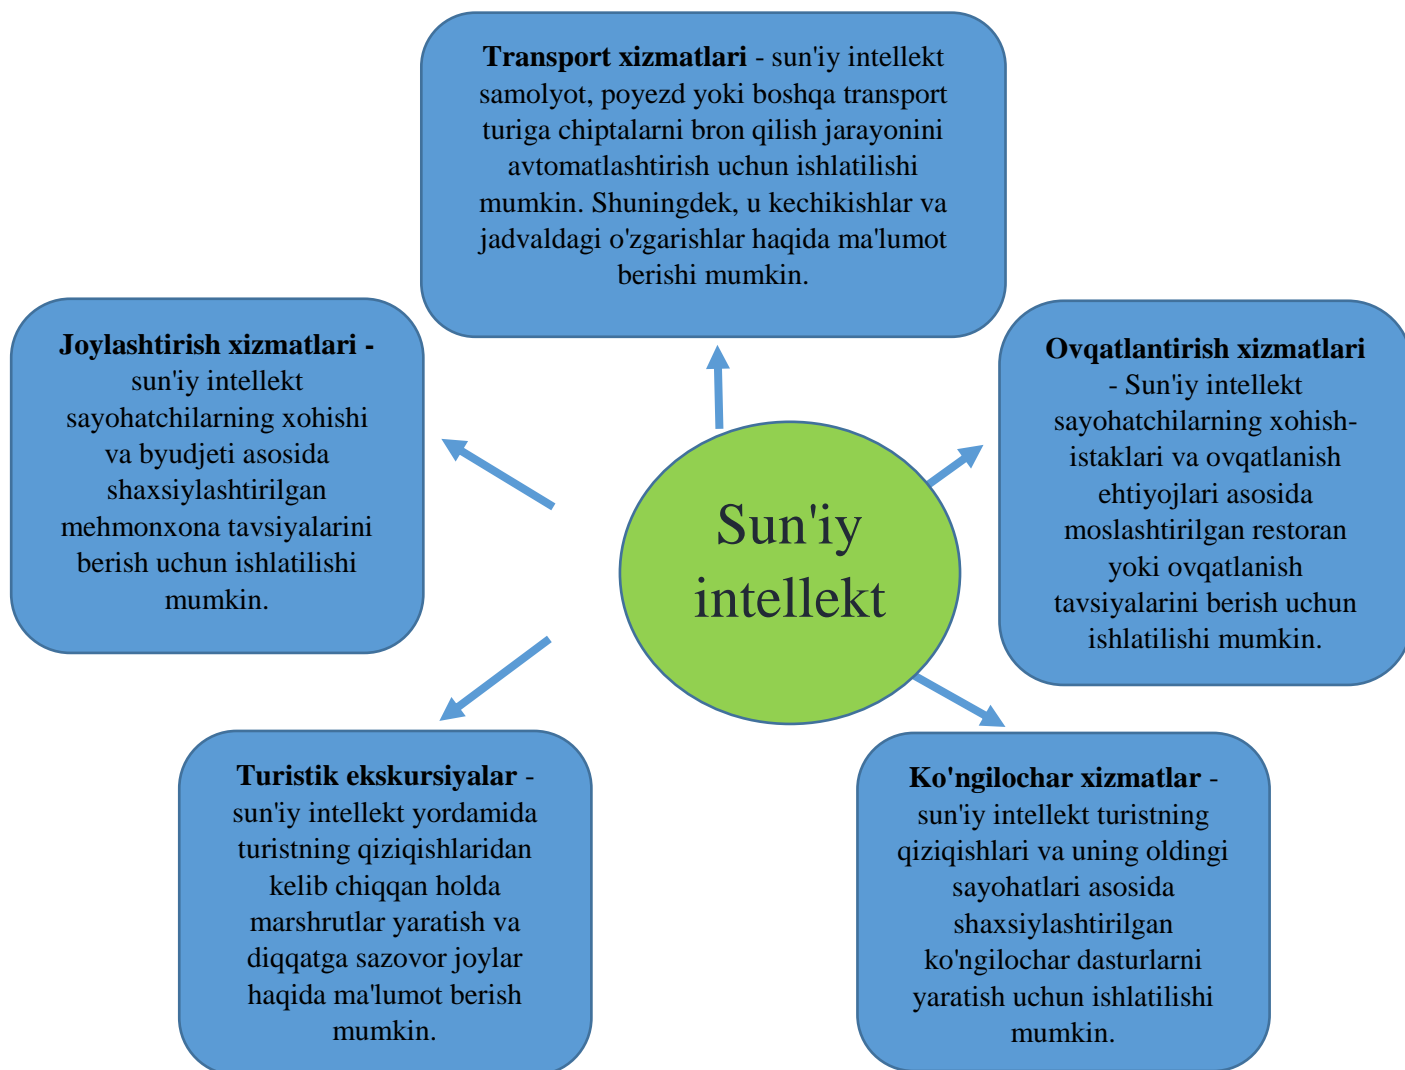 Transport xizmatlari - sun'iy intellekt
samolyot, poyezd yoki boshqa transport
turiga chiptalarni bron qilish jarayonini
avtomatlashtirish uchun ishlatilishi
mumkin. Shuningdek, u kechikishlar va
jadvaldagi o'zgarishlar haqida ma'lumot
berishi mumkin.
Joylashtirish xizmatlari -
sun'iy intellekt
sayohatchilarning xohishi
va byudjeti asosida
shaxsiylashtirilgan
mehmonxona tavsiyalarini
berish uchun ishlatilishi
mumkin.
Ovqatlantirish xizmatlari
- Sun'iy intellekt
sayohatchilarning xohish-
istaklari va ovqatlanish
ehtiyojlari asosida
moslashtirilgan restoran
yoki ovqatlanish
tavsiyalarini berish uchun
ishlatilishi mumkin.
Sun'iy
intellekt
Turistik ekskursiyalar -
sun'iy intellekt yordamida
turistning qiziqishlaridan
kelib chiqqan holda
marshrutlar yaratish va
diqqatga sazovor joylar
haqida ma'lumot berish
mumkin.
Ko'ngilochar xizmatlar -
sun'iy intellekt turistning
qiziqishlari va uning oldingi
sayohatlari asosida
shaxsiylashtirilgan
ko'ngilochar dasturlarni
yaratish uchun ishlatilishi
mumkin.